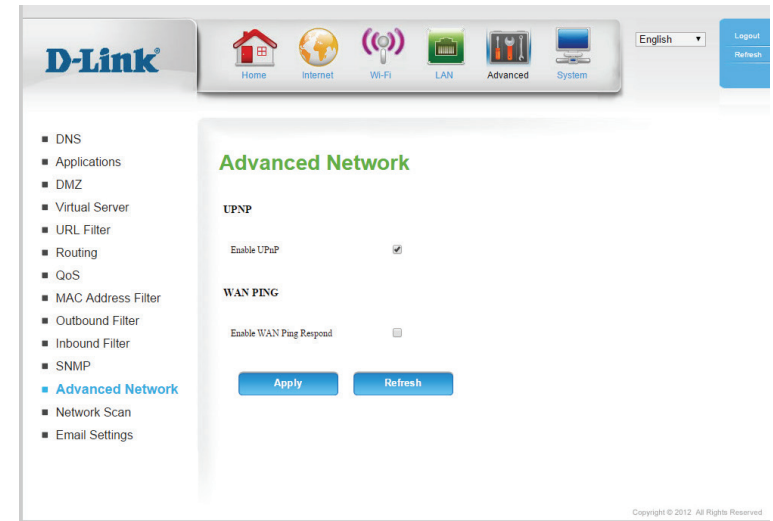 D-Link
Home Internet Wi-Fi LAN Advanced System
English
Logout
Refresh
DNS
Applications
DMZ
Virtual Server
URL Filter
Routing
QoS
MAC Address Filter
Outbound Filter
Inbound Filter
SNMP
Advanced Network
Network Scan
Email Settings
Advanced Network
UPNP
Enable UPnP
WAN PING
Enable WAN Ping Respond
Apply Refresh
Copyright © 2012 All Rights Reserved